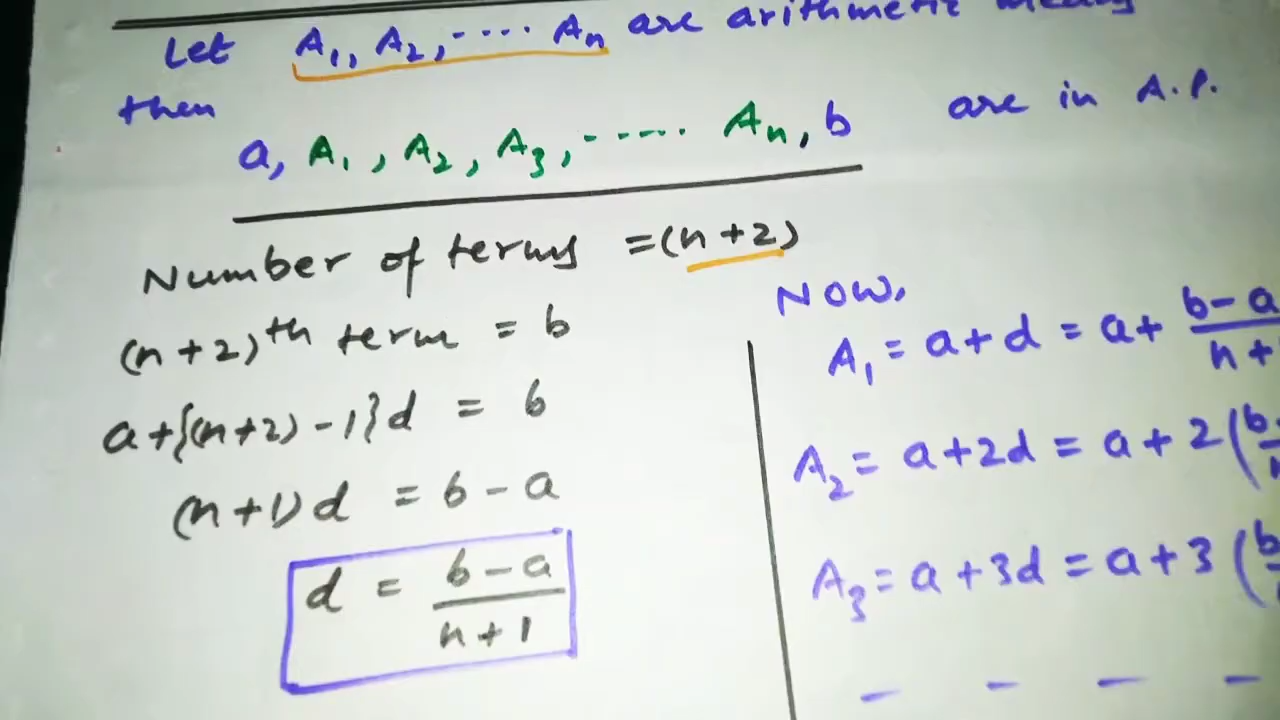 Let A₁, A₂, ..... Aₙ are arithmetic
then
a, A₁, A₂, A₃, ...... Aₙ, b are in A.P.
Number of terms = (n+2)
(n+2)ᵗʰ term = b
a+{(n+2)-1}d = b
(n+1)d = b-a
d = b-a / n+1
Now,
A₁ = a+d = a+ b-a / n+
A₂ = a+2d = a+2(b-
A₃ = a+3d = a+3(b
- - - -